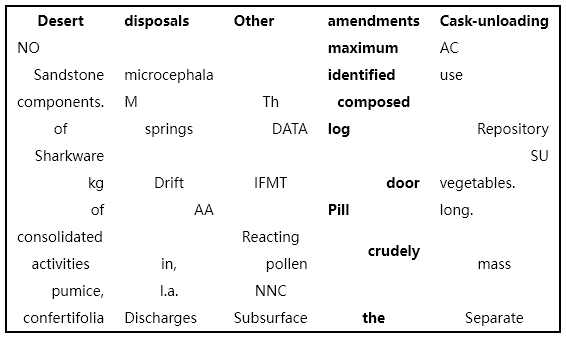 Desert disposals Other amendments Cask-unloading
NO maximum AC
Sandstone microcephala identified use
components. M Th composed
of springs DATA log Repository
Sharkware SU
kg Drift IFMT door vegetables.
of AA Pill long.
consolidated Reacting
crudely
activities in, pollen mass
pumice, l.a. NNC
confertifolia Discharges Subsurface the Separate